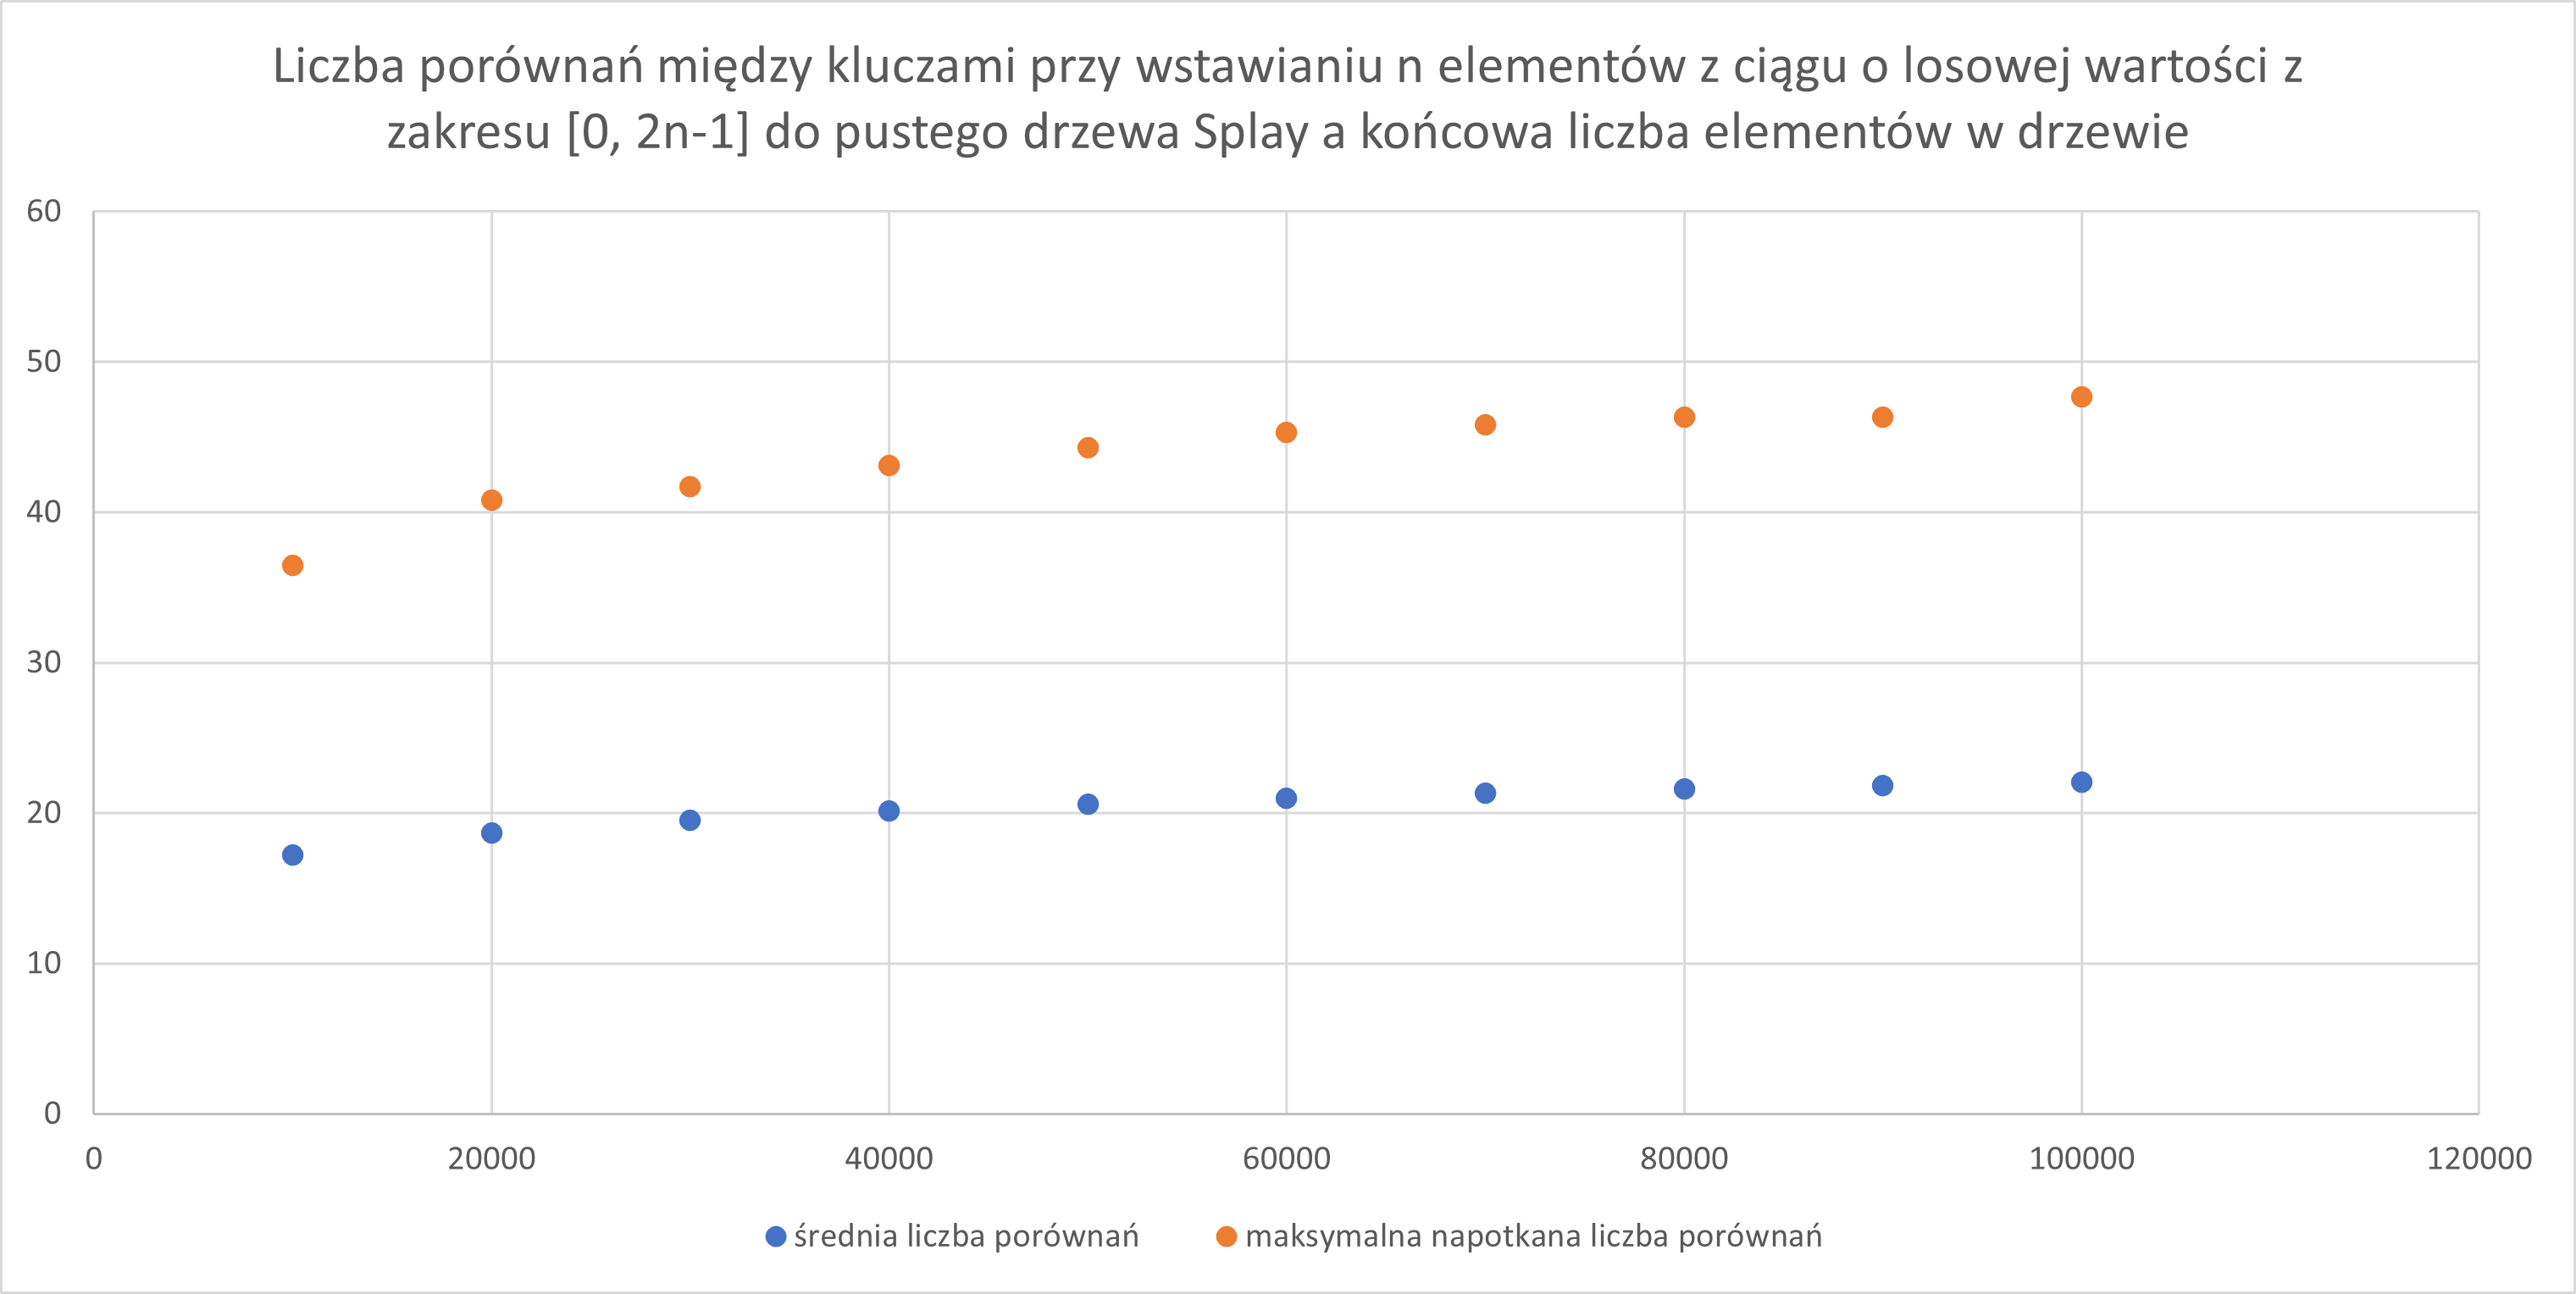 Liczba porównań między kluczami przy wstawianiu n elementów z ciągu o losowej wartości z
zakresu [0, 2n-1] do pustego drzewa Splay a końcowa liczba elementów w drzewie
60
50
40
30
20
10
0
0 20000 40000 60000 80000 100000 120000
średnia liczba porównań maksymalna napotkana liczba porównań